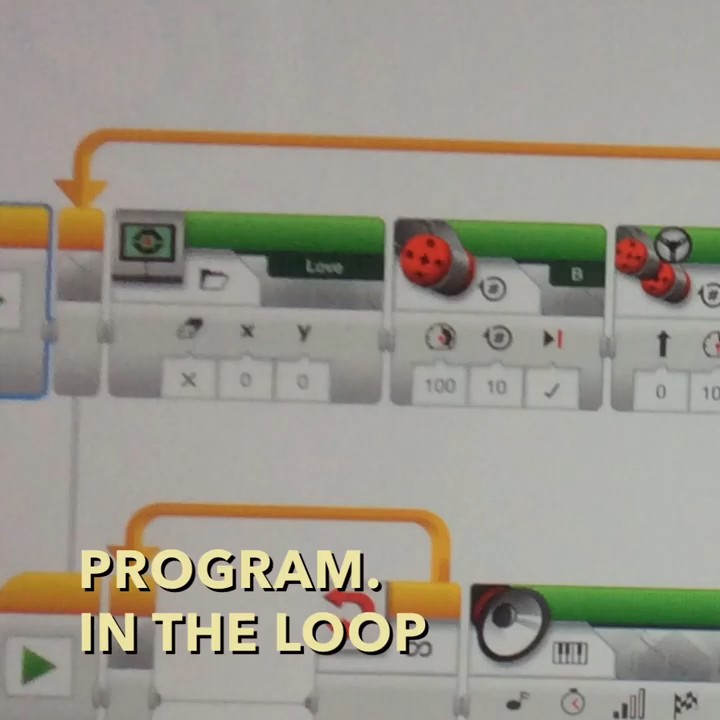 Love
B
X Y
X 0 0
100 10 ✓
0
PROGRAM.
IN THE LOOP